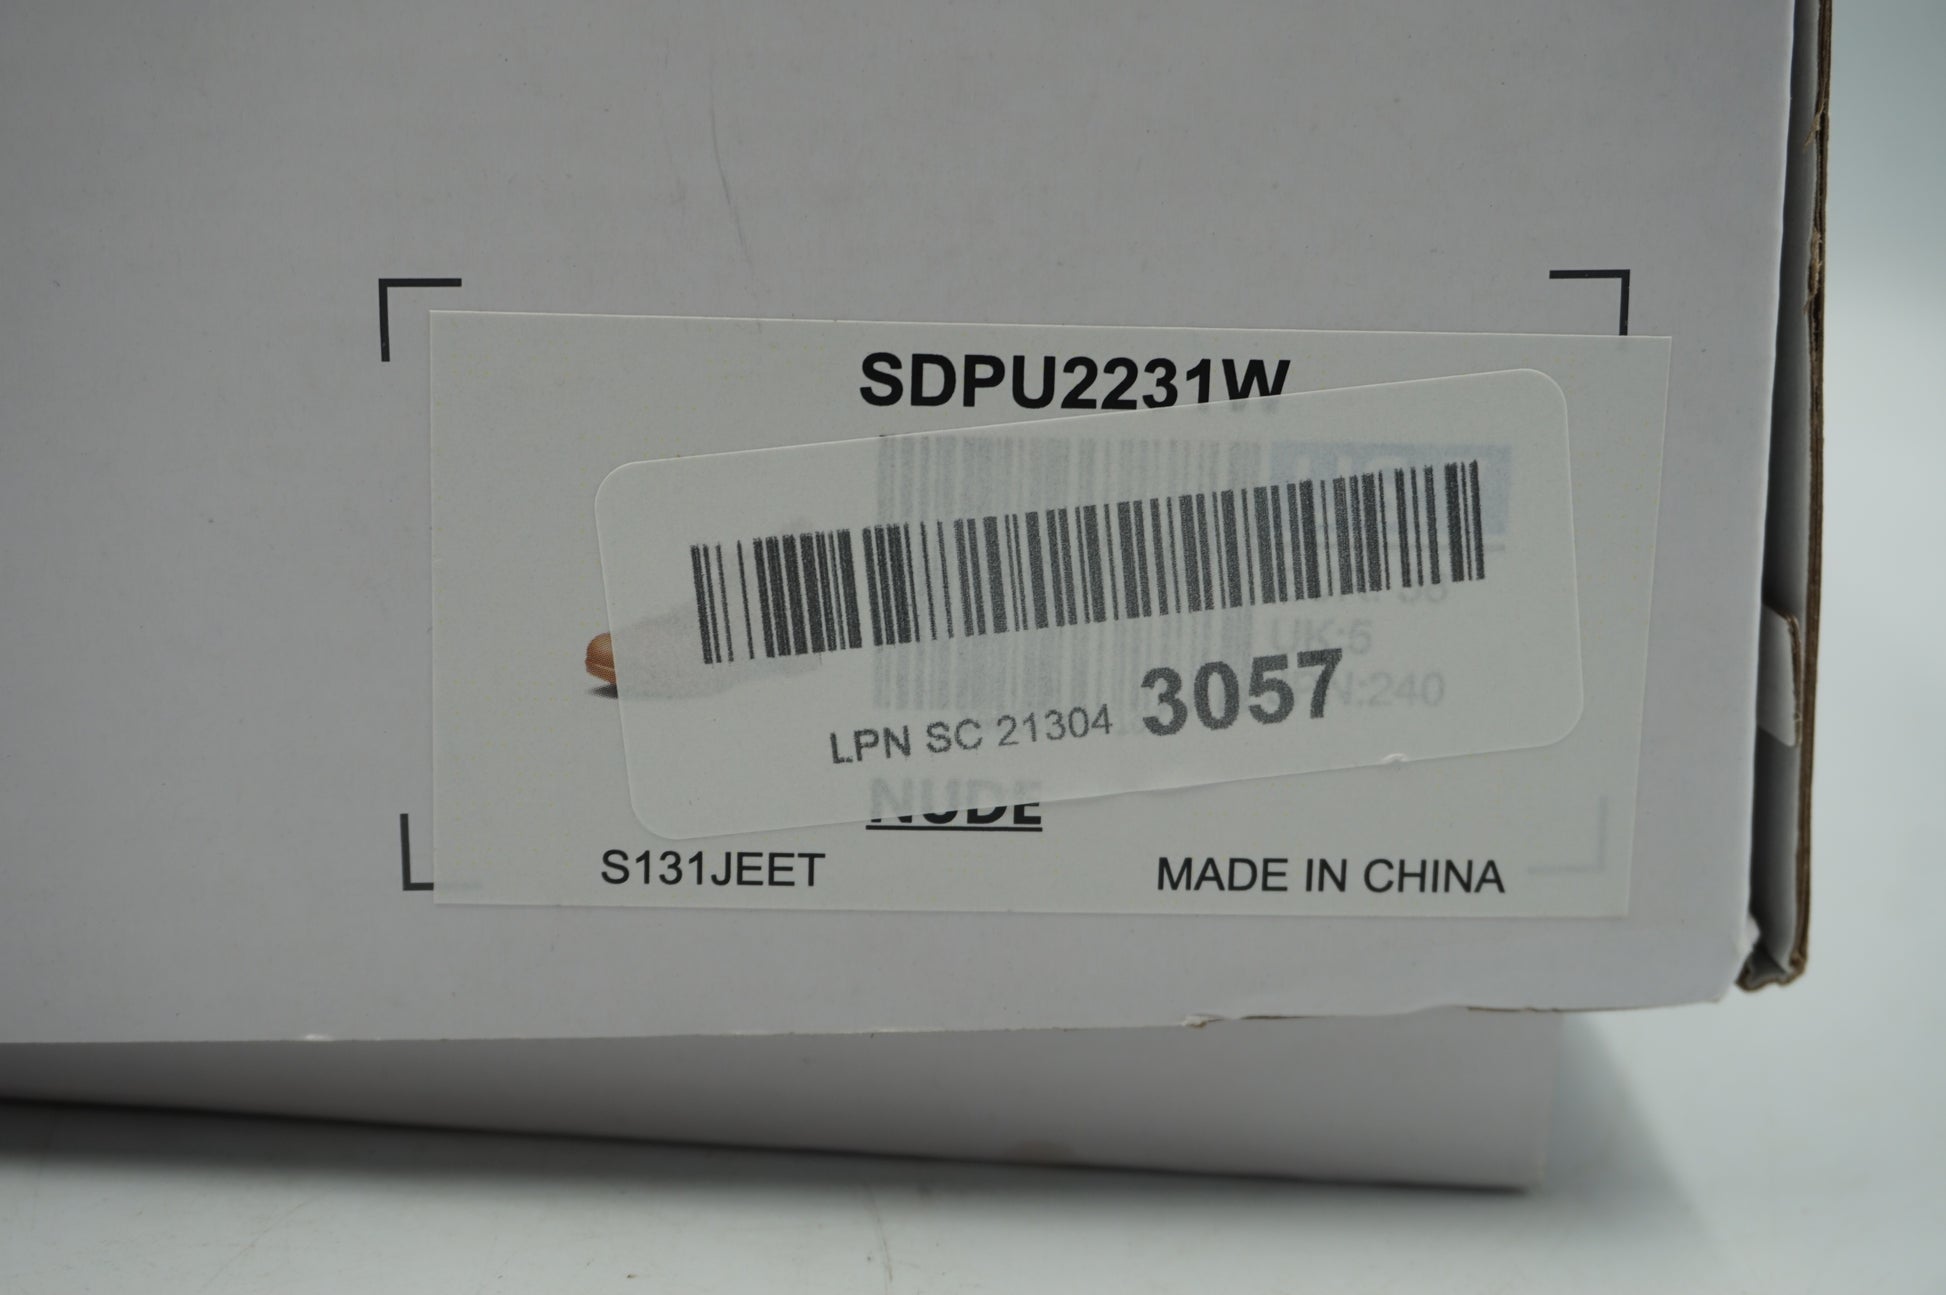 SDPU2231W
UK:5
:240
LPN SC 21304 3057
NUDE
S131JEET
MADE IN CHINA